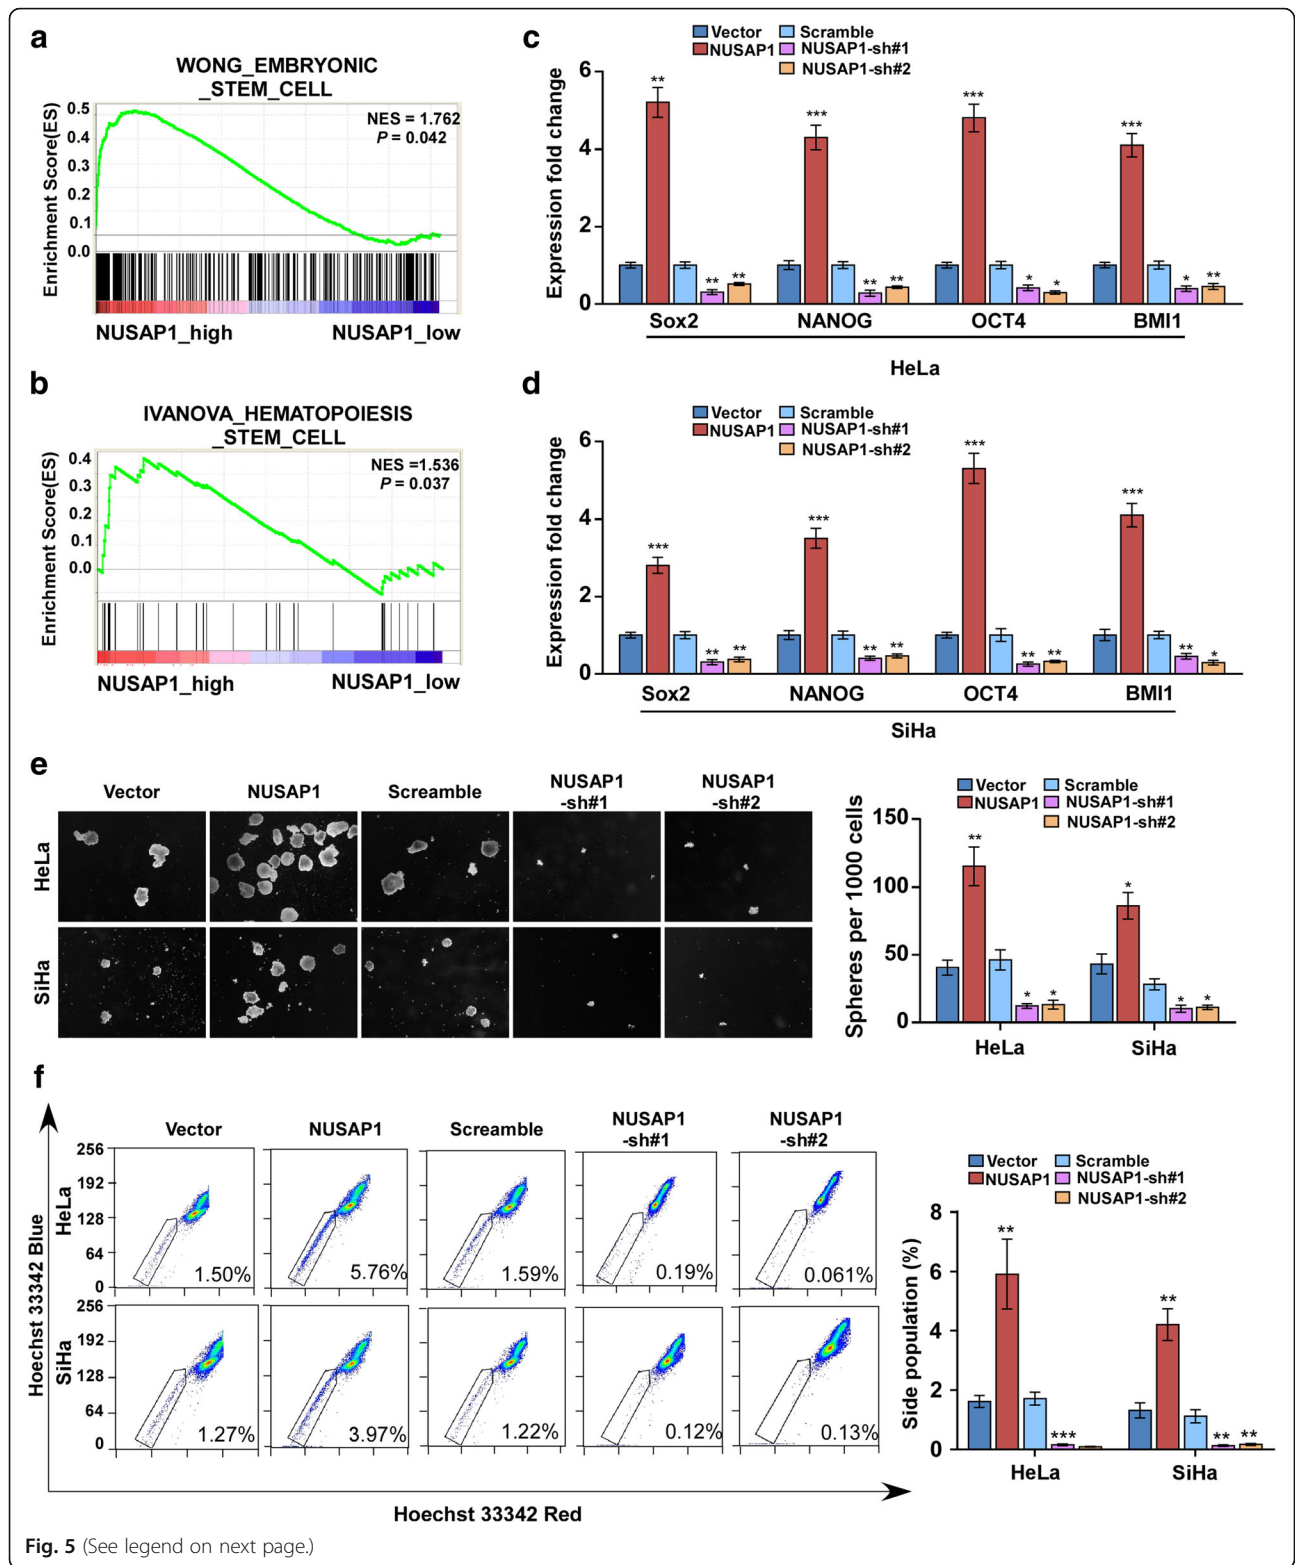 a
WONG_EMBRYONIC
_STEM_CELL
NES = 1.762
P = 0.042
Enrichment Score(ES)
0.5
0.4
0.3
0.2
0.1
0.0
NUSAP1_high
NUSAP1_low
b
IVANOVA_HEMATOPOIESIS
_STEM_CELL
NES =1.536
P = 0.037
Enrichment Score(ES)
0.4
0.3
0.2
0.1
0.0
NUSAP1_high
NUSAP1_low
c
Vector
Scramble
NUSAP1
NUSAP1-sh#1
NUSAP1-sh#2
Expression fold change
6
4
2
0
**
**
**
***
**
**
***
*
*
***
*
**
Sox2
NANOG
OCT4
BMI1
HeLa
d
Vector
Scramble
NUSAP1
NUSAP1-sh#1
NUSAP1-sh#2
Expression fold change
6
4
2
0
***
**
**
***
**
**
***
**
**
***
**
*
Sox2
NANOG
OCT4
BMI1
SiHa
e
Vector
NUSAP1
Screamble
NUSAP1
-sh#1
NUSAP1
-sh#2
HeLa
SiHa
Vector
Scramble
NUSAP1
NUSAP1-sh#1
NUSAP1-sh#2
Spheres per 1000 cells
150
100
50
0
**
*
*
*
*
*
HeLa
SiHa
f
Vector
NUSAP1
Screamble
NUSAP1
-sh#1
NUSAP1
-sh#2
Hoechst 33342 Blue
HeLa
256
192
128
64
0
1.50%
5.76%
1.59%
0.19%
0.061%
SiHa
256
192
128
64
0
1.27%
3.97%
1.22%
0.12%
0.13%
Hoechst 33342 Red
Vector
Scramble
NUSAP1
NUSAP1-sh#1
NUSAP1-sh#2
Side population (%)
8
6
4
2
0
**
***
**
**
**
HeLa
SiHa
Fig. 5 (See legend on next page.)